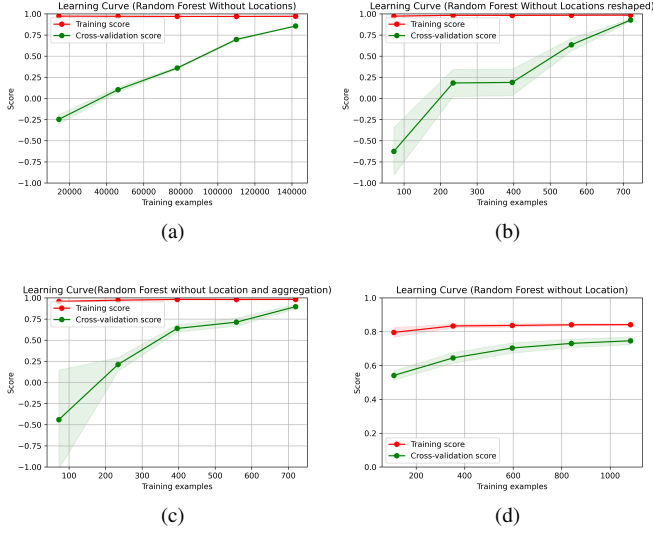 Learning Curve (Random Forest Without Locations)
1.00
0.75
0.50
0.25
0.00
−0.25
−0.50
−0.75
−1.00
Score
Training score
Cross-validation score
20000 40000 60000 80000 100000 120000 140000
Training examples
(a)
Learning Curve (Random Forest Without Locations reshaped)
1.00
0.75
0.50
0.25
0.00
−0.25
−0.50
−0.75
−1.00
Score
Training score
Cross-validation score
100 200 300 400 500 600 700
Training examples
(b)
Learning Curve(Random Forest without Location and aggregation)
1.00
0.75
0.50
0.25
0.00
−0.25
−0.50
−0.75
−1.00
Score
Training score
Cross-validation score
100 200 300 400 500 600 700
Training examples
(c)
Learning Curve (Random Forest without Location)
1.0
0.8
0.6
0.4
0.2
0.0
Score
Training score
Cross-validation score
200 400 600 800 1000
Training examples
(d)